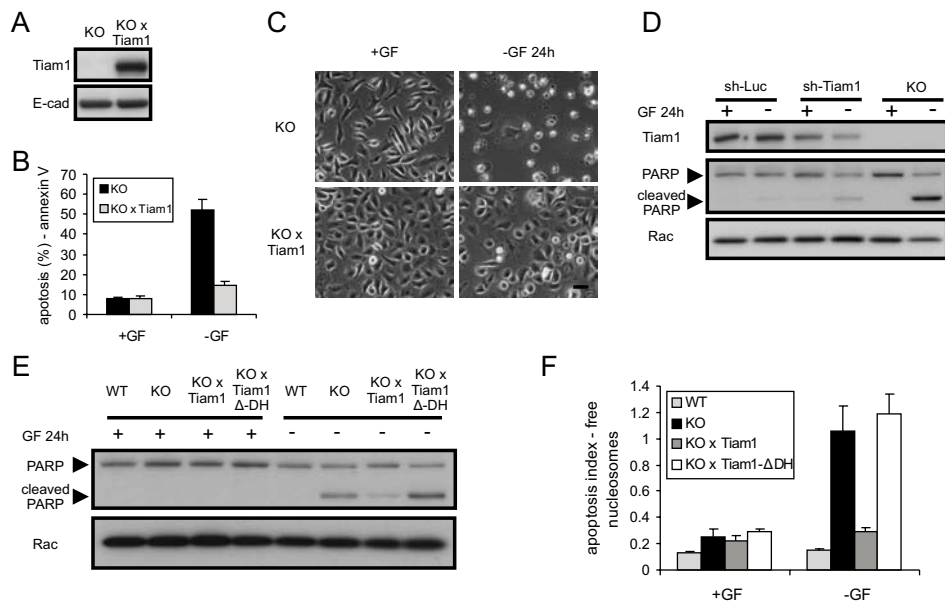 A
KO
KO x
Tiam1
Tiam1
E-cad
B
apotosis (%) - annexin V
70
60
50
40
30
20
10
0
KO
KO x Tiam1
+GF
-GF
C
+GF
-GF 24h
KO
KO x
Tiam1
D
sh-Luc
sh-Tiam1
KO
GF 24h
+ - + - + -
Tiam1
PARP
cleaved
PARP
Rac
E
WT
KO
KO x
Tiam1
KO x
Tiam1
Δ-DH
WT
KO
KO x
Tiam1
KO x
Tiam1
Δ-DH
GF 24h
+ + + + - - - -
PARP
cleaved
PARP
Rac
F
apoptosis index - free
nucleosomes
1.4
1.2
1
0.8
0.6
0.4
0.2
0
WT
KO
KO x Tiam1
KO x Tiam1-ΔDH
+GF
-GF